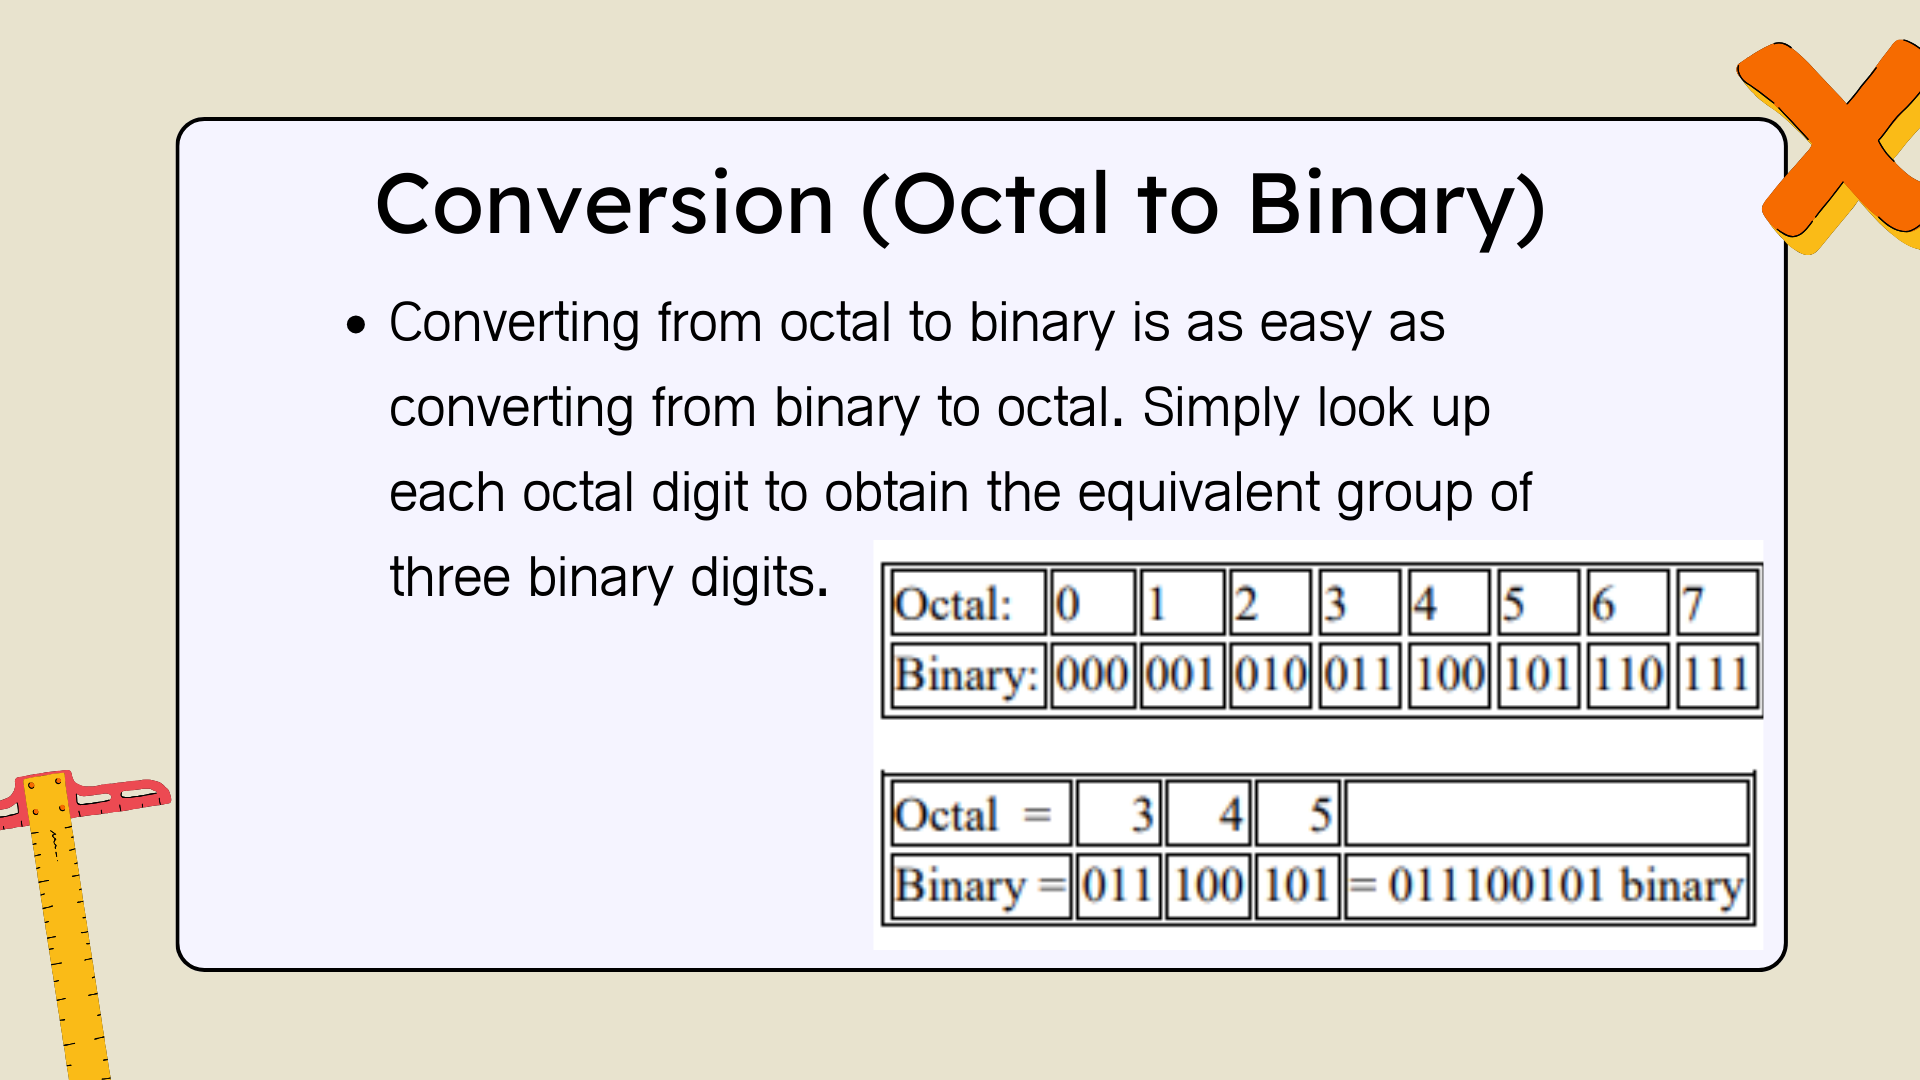 Conversion (Octal to Binary)
• Converting from octal to binary is as easy as
converting from binary to octal. Simply look up
each octal digit to obtain the equivalent group of
three binary digits.
Octal: 0 1 2 3 4 5 6 7
Binary: 000 001 010 011 100 101 110 111
Octal = 3 4 5
Binary = 011 100 101 = 011100101 binary